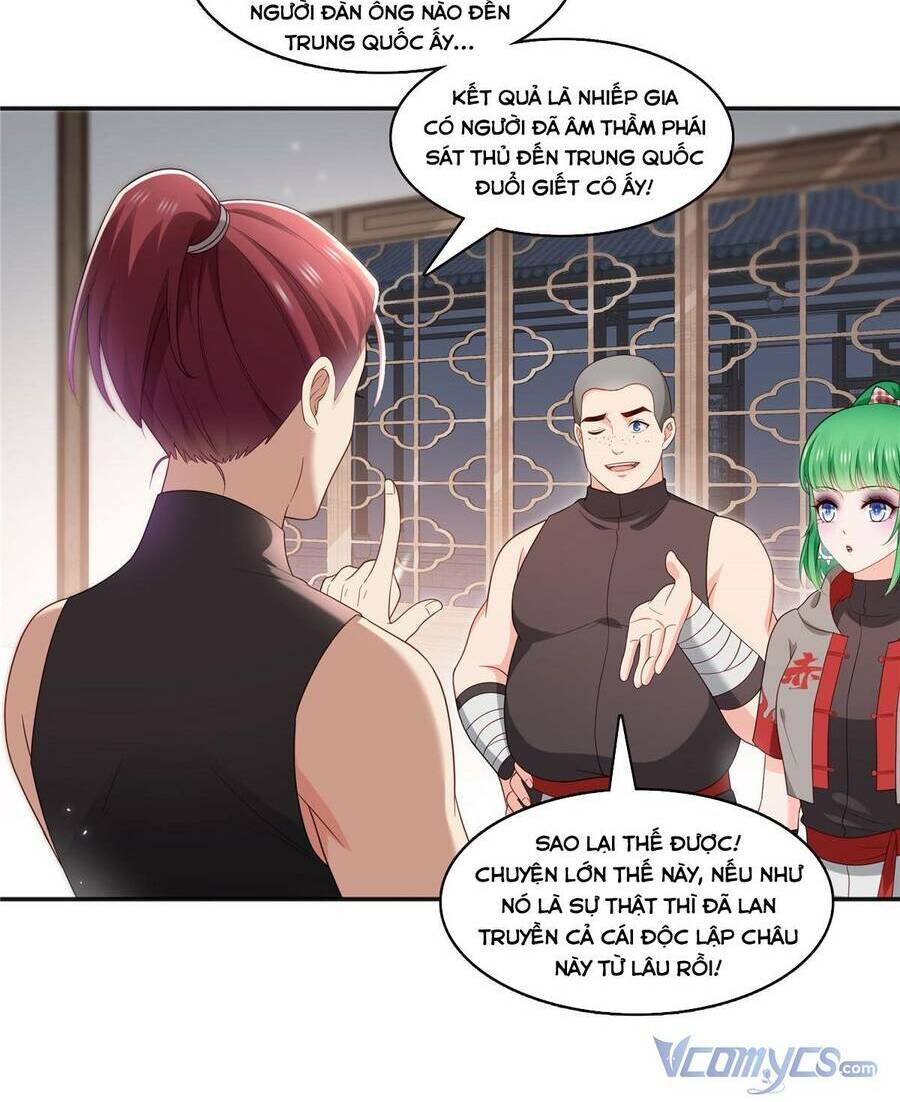 NGƯỜI ĐÀN ÔNG NÀO ĐẾN
TRUNG QUỐC ẤY...
KẾT QUẢ LÀ NHIẾP GIA
CÓ NGƯỜI ĐÃ ÂM THẦM PHÁI
SÁT THỦ ĐẾN TRUNG QUỐC
ĐUỔI GIẾT CÔ ẤY!
赤
SAO LẠI THẾ ĐƯỢC!
CHUYỆN LỚN THẾ NÀY, NẾU NHƯ
NÓ LÀ SỰ THẬT THÌ ĐÃ LAN
TRUYỀN CẢ CÁI ĐỘC LẬP CHÂU
NÀY TỪ LÂU RỒI!
Vcomycs.com